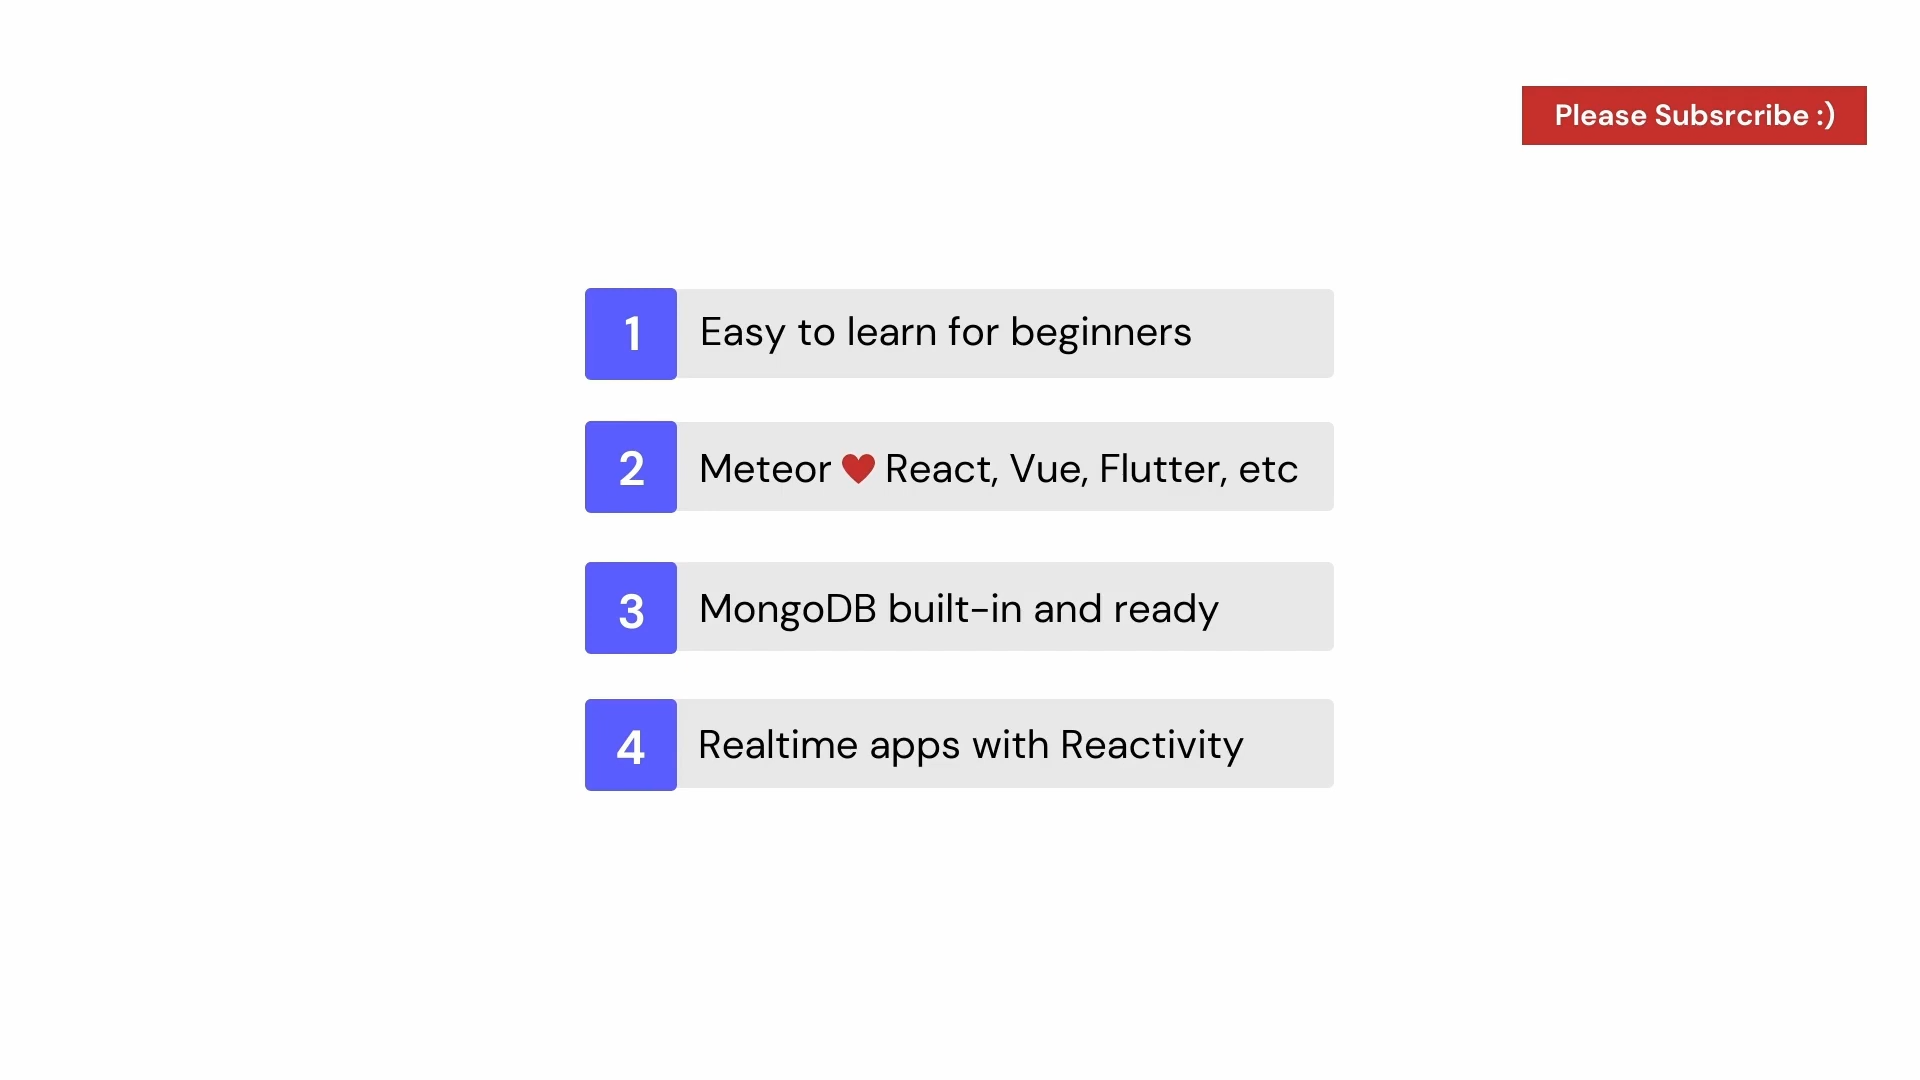 Please Subsrcribe :)
1 Easy to learn for beginners
2 Meteor ❤ React, Vue, Flutter, etc
3 MongoDB built-in and ready
4 Realtime apps with Reactivity